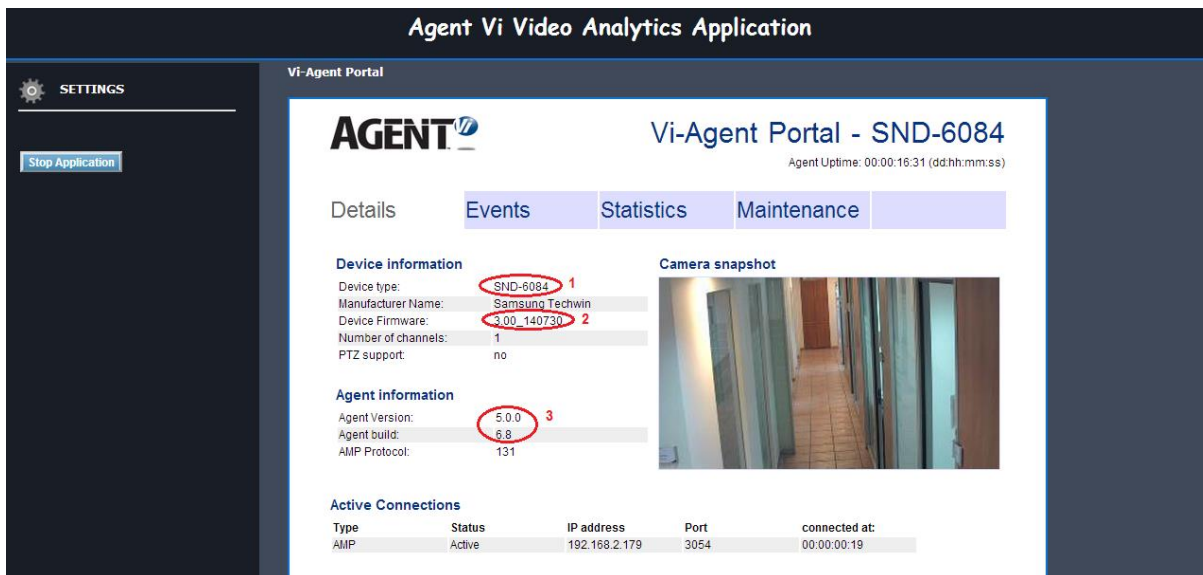 Agent Vi Video Analytics Application
SETTINGS
Stop Application
Vi-Agent Portal
AGENT Vi
Vi-Agent Portal - SND-6084
Agent Uptime: 00:00:16:31 (dd:hh:mm:ss)
Details Events Statistics Maintenance
Device information
Device type: SND-6084 1
Manufacturer Name: Samsung Techwin
Device Firmware: 3.00_140730 2
Number of channels: 1
PTZ support: no
Agent information
Agent Version: 5.0.0 3
Agent build: 6.8
AMP Protocol: 131
Camera snapshot
Active Connections
Type Status IP address Port connected at:
AMP Active 192.168.2.179 3054 00:00:00:19